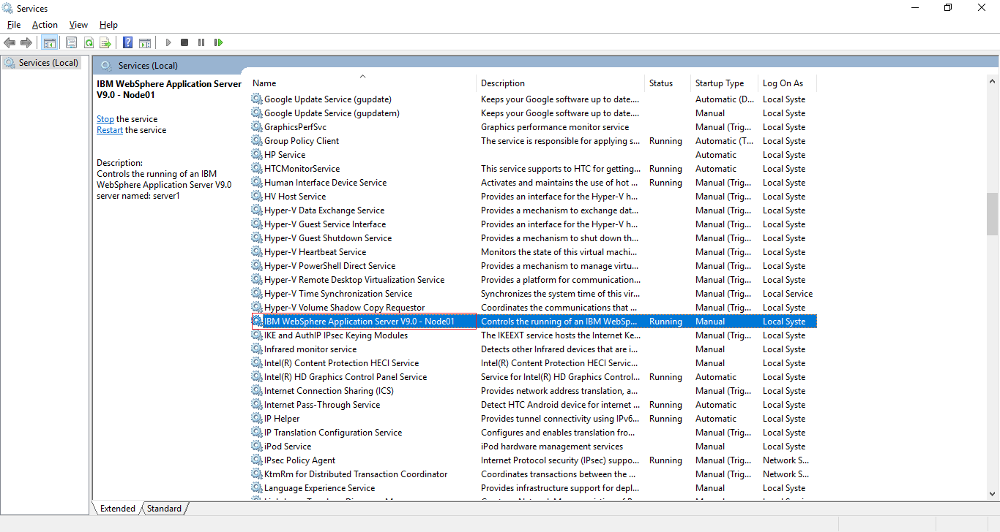 Services
File Action View Help
Services (Local)
Services (Local)
IBM WebSphere Application Server
V9.0 - Node01
Stop the service
Restart the service
Description:
Controls the running of an IBM
WebSphere Application Server V9.0
server named: server1
Name Description Status Startup Type Log On As
Google Update Service (gupdate) Keeps your Google software up to date.... Automatic (D... Local Syste
Google Update Service (gupdatem) Keeps your Google software up to date.... Manual Local Syste
GraphicsPerfSvc Graphics performance monitor service Manual (Trig... Local Syste
Group Policy Client The service is responsible for applying s... Running Automatic (T... Local Syste
HP Service Automatic Local Syste
HTCMonitorService This service supports to HTC for getting... Running Automatic Local Syste
Human Interface Device Service Activates and maintains the use of hot ... Running Manual (Trig... Local Syste
HV Host Service Provides an interface for the Hyper-V h... Manual (Trig... Local Syste
Hyper-V Data Exchange Service Provides a mechanism to exchange dat... Manual (Trig... Local Syste
Hyper-V Guest Service Interface Provides an interface for the Hyper-V h... Manual (Trig... Local Syste
Hyper-V Guest Shutdown Service Provides a mechanism to shut down th... Manual (Trig... Local Syste
Hyper-V Heartbeat Service Monitors the state of this virtual machi... Manual (Trig... Local Syste
Hyper-V PowerShell Direct Service Provides a mechanism to manage virtu... Manual (Trig... Local Syste
Hyper-V Remote Desktop Virtualization Service Provides a platform for communication... Manual (Trig... Local Syste
Hyper-V Time Synchronization Service Synchronizes the system time of this vir... Manual (Trig... Local Service
Hyper-V Volume Shadow Copy Requestor Coordinates the communications that ... Manual (Trig... Local Syste
IBM WebSphere Application Server V9.0 - Node01 Controls the running of an IBM WebSp... Running Manual Local Syste
IKE and AuthIP IPsec Keying Modules The IKEEXT service hosts the Internet Ke... Manual (Trig... Local Syste
Infrared monitor service Detects other Infrared devices that are i... Manual Local Syste
Intel(R) Content Protection HECI Service Intel(R) Content Protection HECI Servic... Manual Local Syste
Intel(R) HD Graphics Control Panel Service Service for Intel(R) HD Graphics Control... Running Automatic Local Syste
Internet Connection Sharing (ICS) Provides network address translation, a... Manual (Trig... Local Syste
Internet Pass-Through Service Detect HTC Android device for internet ... Running Automatic Local Syste
IP Helper Provides tunnel connectivity using IPv6... Running Automatic Local Syste
IP Translation Configuration Service Configures and enables translation fro... Manual (Trig... Local Syste
iPod Service iPod hardware management services Manual Local Syste
IPsec Policy Agent Internet Protocol security (IPsec) suppo... Running Manual (Trig... Network S...
KtmRm for Distributed Transaction Coordinator Coordinates transactions between the ... Manual (Trig... Network S...
Language Experience Service Provides infrastructure support for depl... Manual Local Syste
Extended Standard